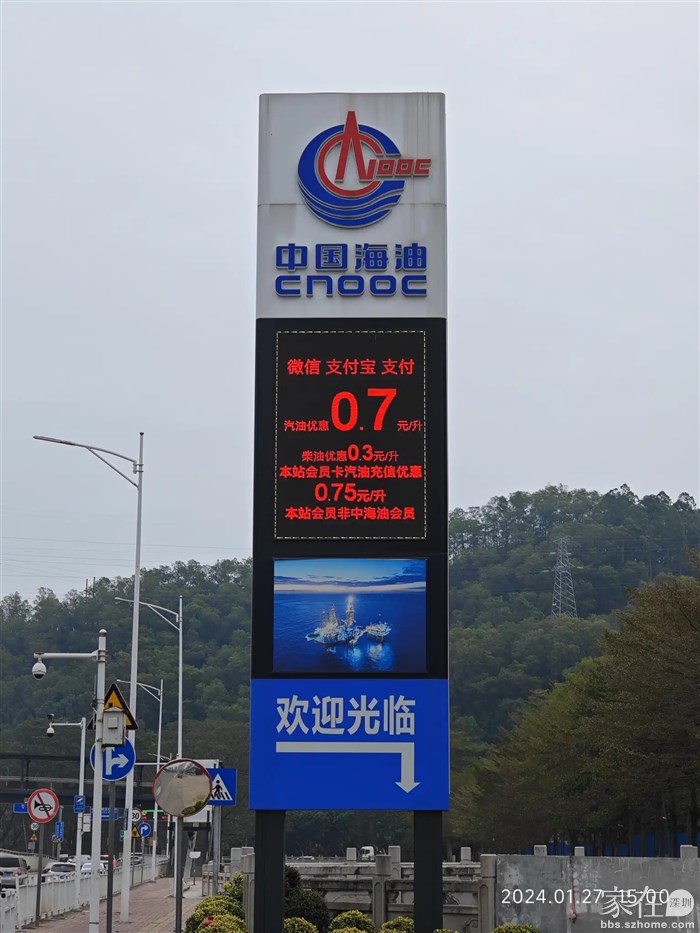 CNOOC
中国海油
CNOOC
微信 支付宝 支付
汽油优惠0.7元/升
柴油优惠0.3元/升
本站会员卡汽油充值优惠
0.75元/升
本站会员非中海油会员
欢迎光临
30
2024.01.27 15:00
家在深圳
bbs.szhome.com